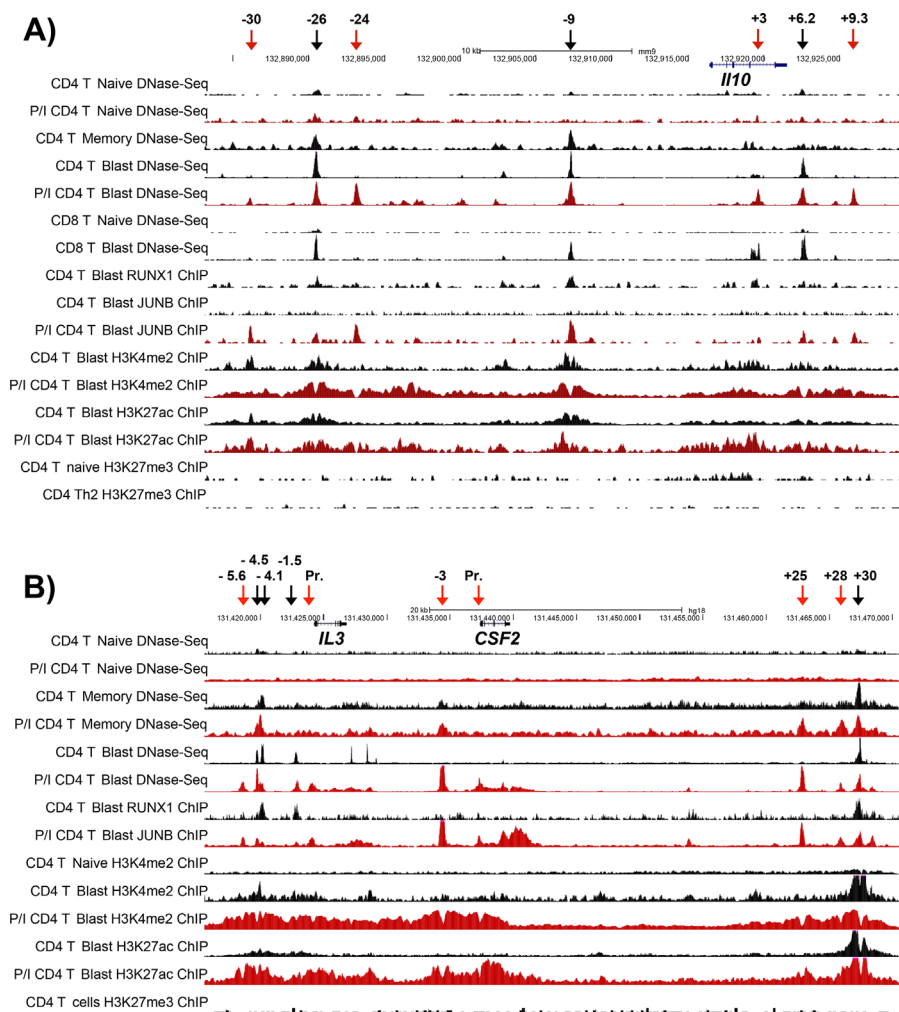 A)
-30 -26 -24 -9 +3 +6.2 +9.3
10 kb mm9
132,890,000 132,895,000 132,900,000 132,905,000 132,910,000 132,915,000 132,920,000 132,925,000
Il10
CD4 T Naive DNase-Seq
P/I CD4 T Naive DNase-Seq
CD4 T Memory DNase-Seq
CD4 T Blast DNase-Seq
P/I CD4 T Blast DNase-Seq
CD8 T Naive DNase-Seq
CD8 T Blast DNase-Seq
CD4 T Blast RUNX1 ChIP
CD4 T Blast JUNB ChIP
P/I CD4 T Blast JUNB ChIP
CD4 T Blast H3K4me2 ChIP
P/I CD4 T Blast H3K4me2 ChIP
CD4 T Blast H3K27ac ChIP
P/I CD4 T Blast H3K27ac ChIP
CD4 T naive H3K27me3 ChIP
CD4 Th2 H3K27me3 ChIP
B)
- 4.5 -1.5
- 5.6 - 4.1 Pr. -3 Pr. +25 +28 +30
20 kb hg18
131,420,000 131,425,000 131,430,000 131,435,000 131,440,000 131,445,000 131,450,000 131,455,000 131,460,000 131,465,000 131,470,000
IL3 CSF2
CD4 T Naive DNase-Seq
P/I CD4 T Naive DNase-Seq
CD4 T Memory DNase-Seq
P/I CD4 T Memory DNase-Seq
CD4 T Blast DNase-Seq
P/I CD4 T Blast DNase-Seq
CD4 T Blast RUNX1 ChIP
P/I CD4 T Blast JUNB ChIP
CD4 T Naive H3K4me2 ChIP
CD4 T Blast H3K4me2 ChIP
P/I CD4 T Blast H3K4me2 ChIP
CD4 T Blast H3K27ac ChIP
P/I CD4 T Blast H3K27ac ChIP
CD4 T cells H3K27me3 ChIP